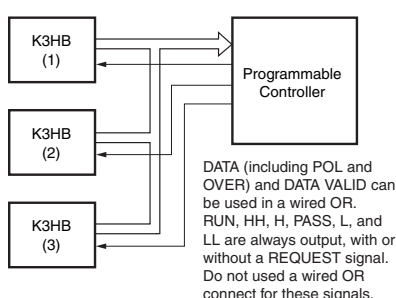 K3HB
(1)
Programmable
Controller
K3HB
(2)
K3HB
(3)
DATA (including POL and
OVER) and DATA VALID can
be used in a wired OR.
RUN, HH, H, PASS, L, and
LL are always output, with or
without a REQUEST signal.
Do not used a wired OR
connect for these signals.